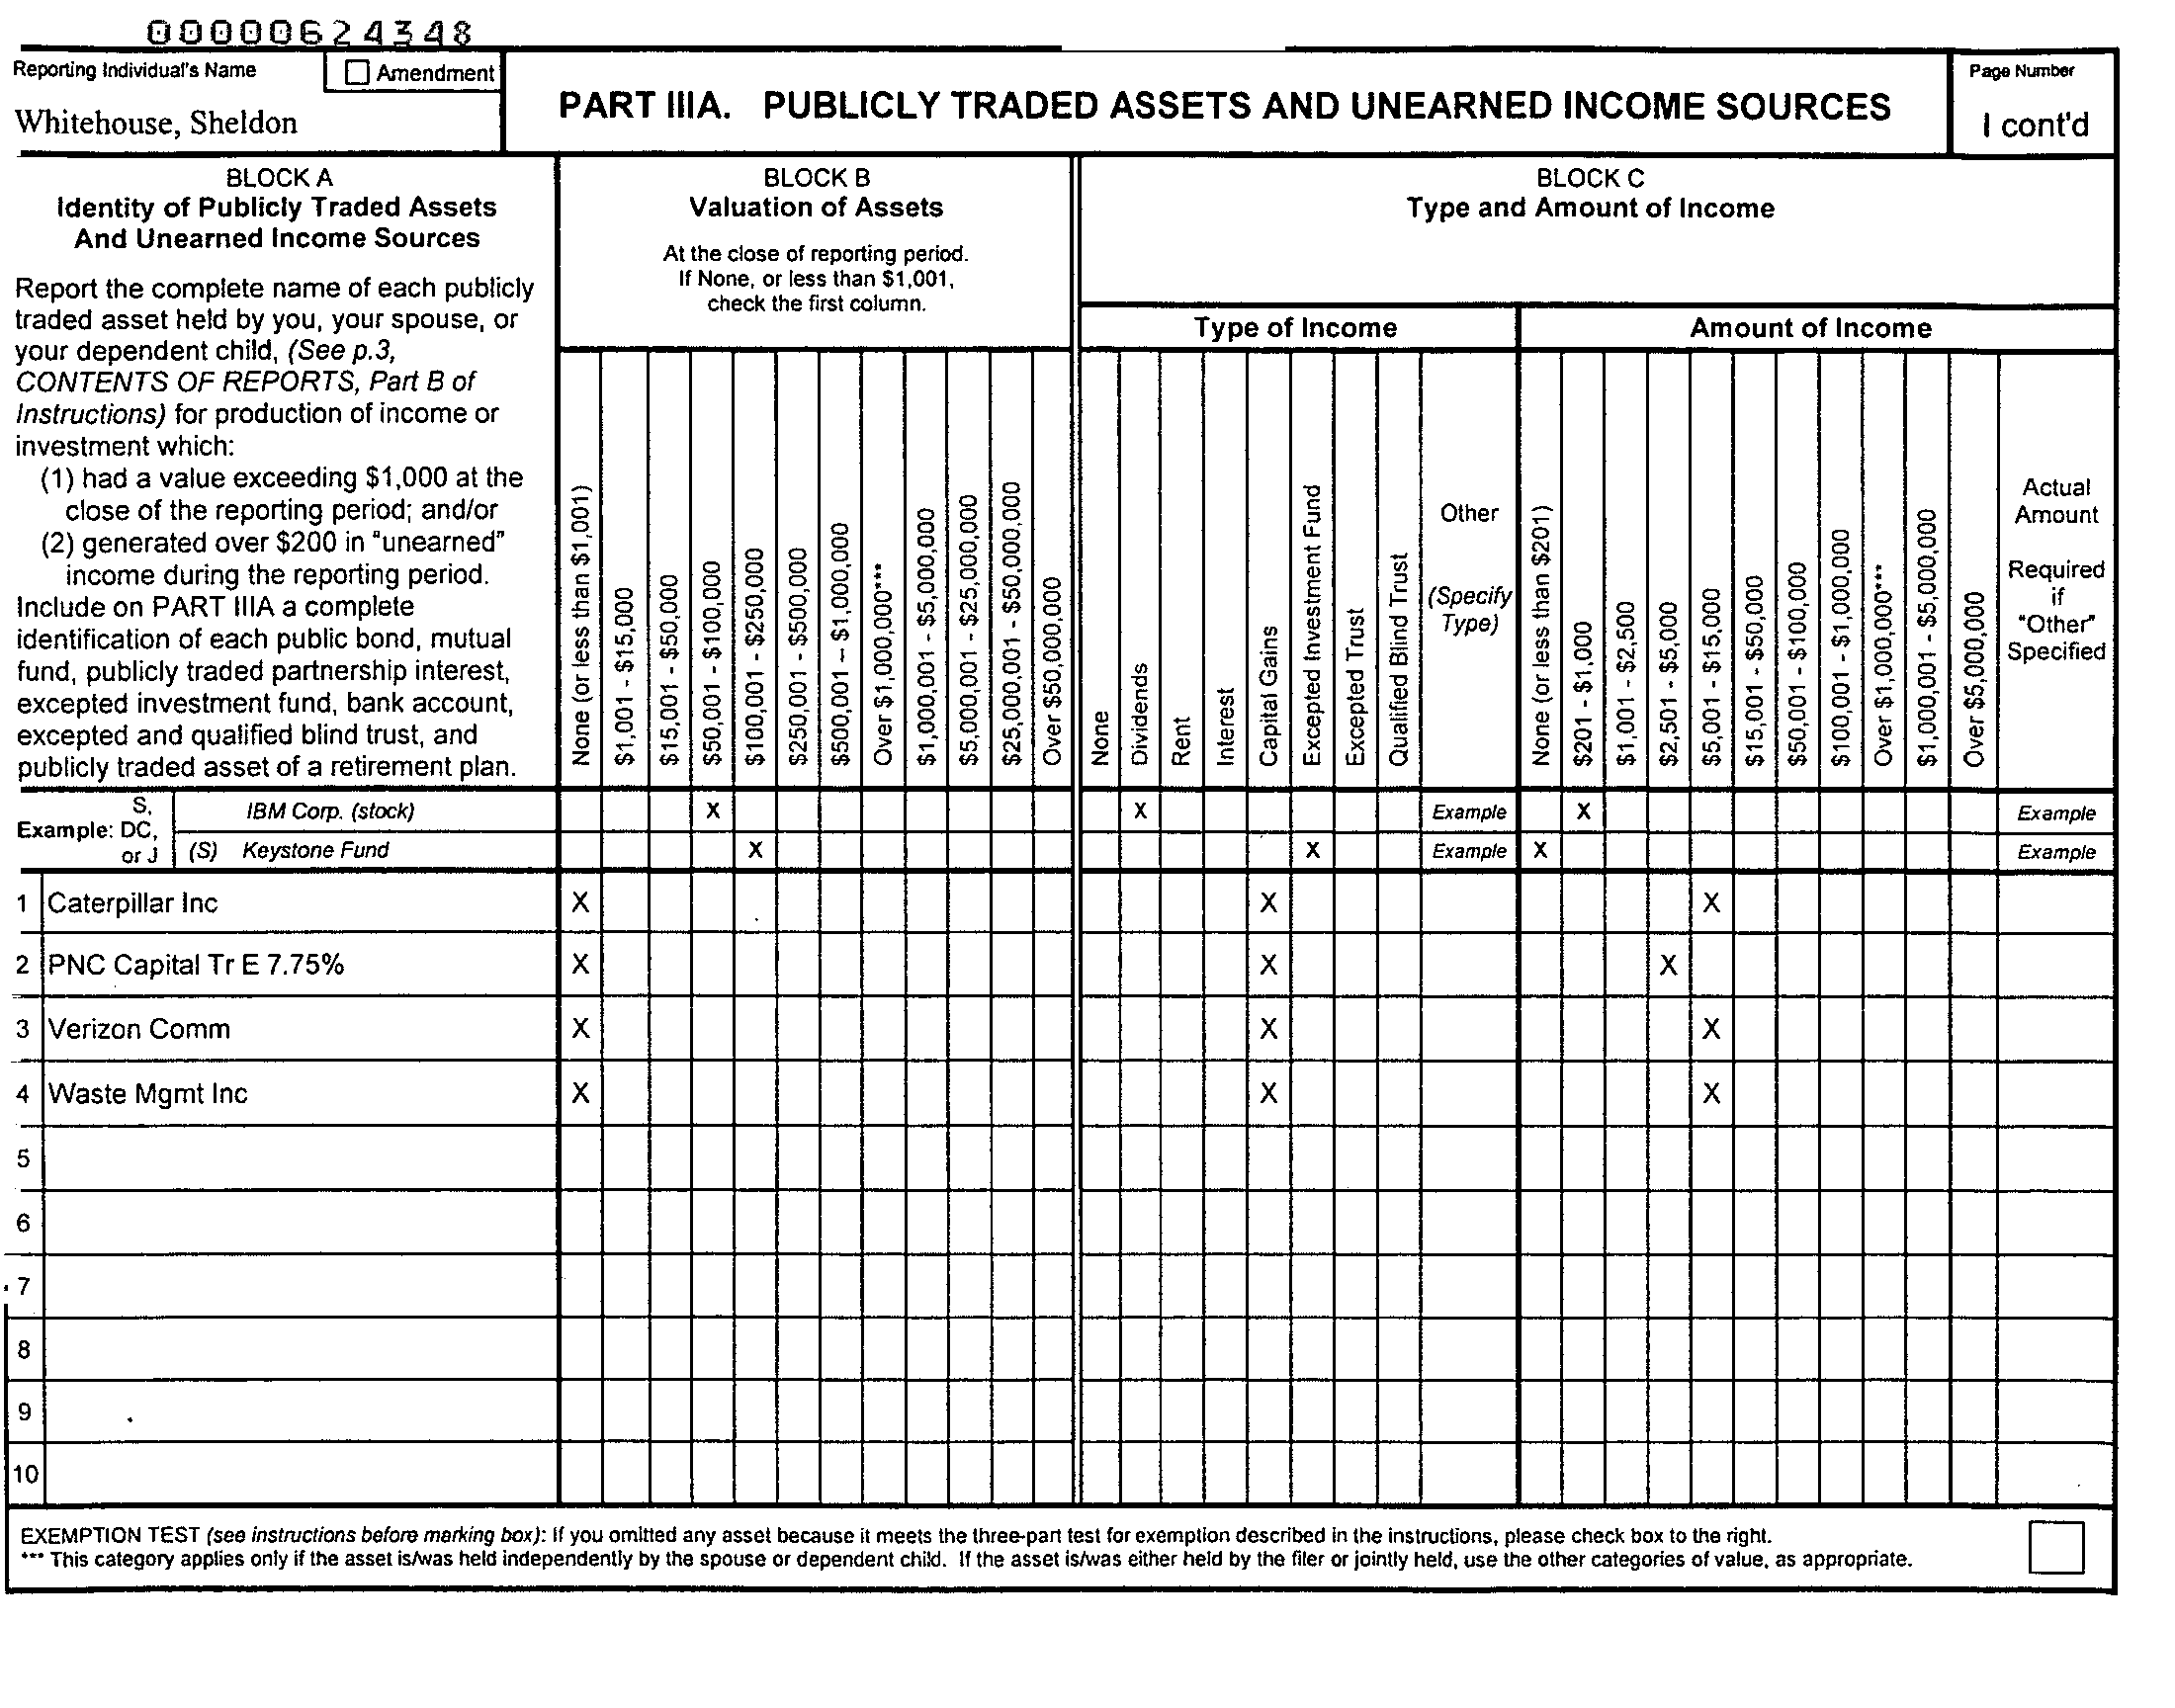 00000624348
Reporting Individual's Name
Amendment
Whitehouse, Sheldon
PART IIIA. PUBLICLY TRADED ASSETS AND UNEARNED INCOME SOURCES
Page Number
I cont'd
BLOCK A
Identity of Publicly Traded Assets
And Unearned Income Sources
Report the complete name of each publicly
traded asset held by you, your spouse, or
your dependent child, (See p.3,
CONTENTS OF REPORTS, Part B of
Instructions) for production of income or
investment which:
(1) had a value exceeding $1,000 at the
close of the reporting period; and/or
(2) generated over $200 in "unearned"
income during the reporting period.
Include on PART IIIA a complete
identification of each public bond, mutual
fund, publicly traded partnership interest,
excepted investment fund, bank account,
excepted and qualified blind trust, and
publicly traded asset of a retirement plan.
BLOCK B
Valuation of Assets
At the close of reporting period.
If None, or less than $1,001,
check the first column.
None (or less than $1,001)
$1,001 - $15,000
$15,001 - $50,000
$50,001 - $100,000
$100,001 - $250,000
$250,001 - $500,000
$500,001 – $1,000,000
Over $1,000,000***
$1,000,001 - $5,000,000
$5,000,001 - $25,000,000
$25,000,001 - $50,000,000
Over $50,000,000
BLOCK C
Type and Amount of Income
Type of Income
None
Dividends
Rent
Interest
Capital Gains
Excepted Investment Fund
Excepted Trust
Qualified Blind Trust
Other
(Specify
Type)
Amount of Income
None (or less than $201)
$201 - $1,000
$1,001 - $2,500
$2,501 - $5,000
$5,001 - $15,000
$15,001 - $50,000
$50,001 - $100,000
$100,001 - $1,000,000
Over $1,000,000***
$1,000,001 - $5,000,000
Over $5,000,000
Actual
Amount
Required
if
"Other"
Specified
Example:
S,
DC,
or J
IBM Corp. (stock) X X Example X Example
(S) Keystone Fund X X Example X Example
1 Caterpillar Inc X X X
2 PNC Capital Tr E 7.75% X X X
3 Verizon Comm X X X
4 Waste Mgmt Inc X X X
5
6
7
8
9
10
EXEMPTION TEST (see instructions before marking box): If you omitted any asset because it meets the three-part test for exemption described in the instructions, please check box to the right.
*** This category applies only if the asset is/was held independently by the spouse or dependent child. If the asset is/was either held by the filer or jointly held, use the other categories of value, as appropriate.